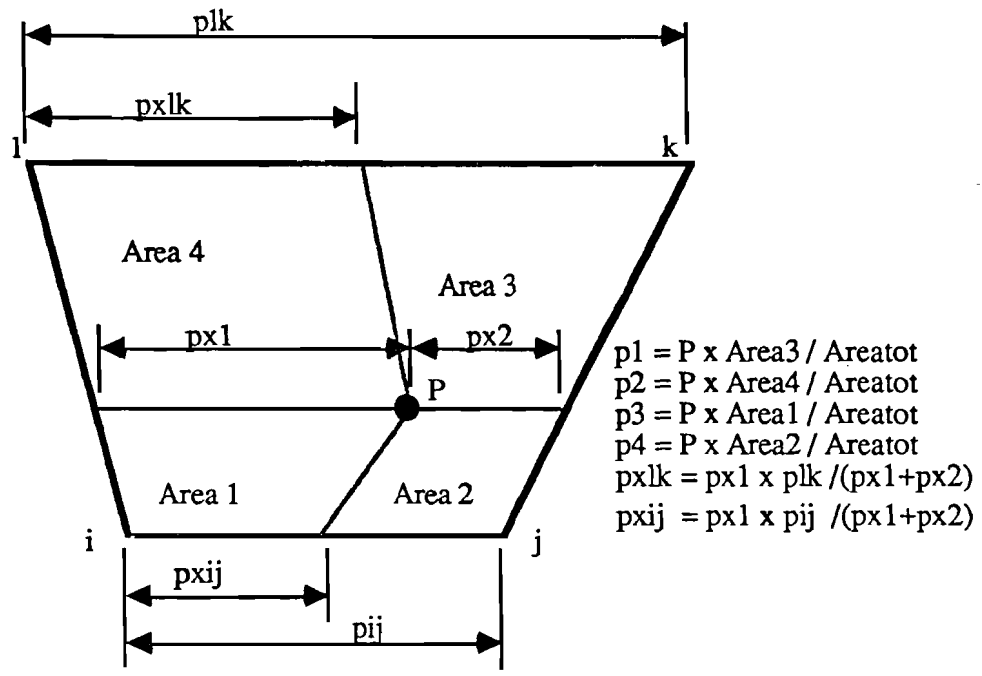 plk
pxlk
l
k
Area 4
Area 3
px1
px2
P
p1 = P x Area3 / Areatot
p2 = P x Area4 / Areatot
p3 = P x Area1 / Areatot
p4 = P x Area2 / Areatot
pxlk = px1 x plk /(px1+px2)
pxij = px1 x pij /(px1+px2)
Area 1
Area 2
i
j
pxij
pij